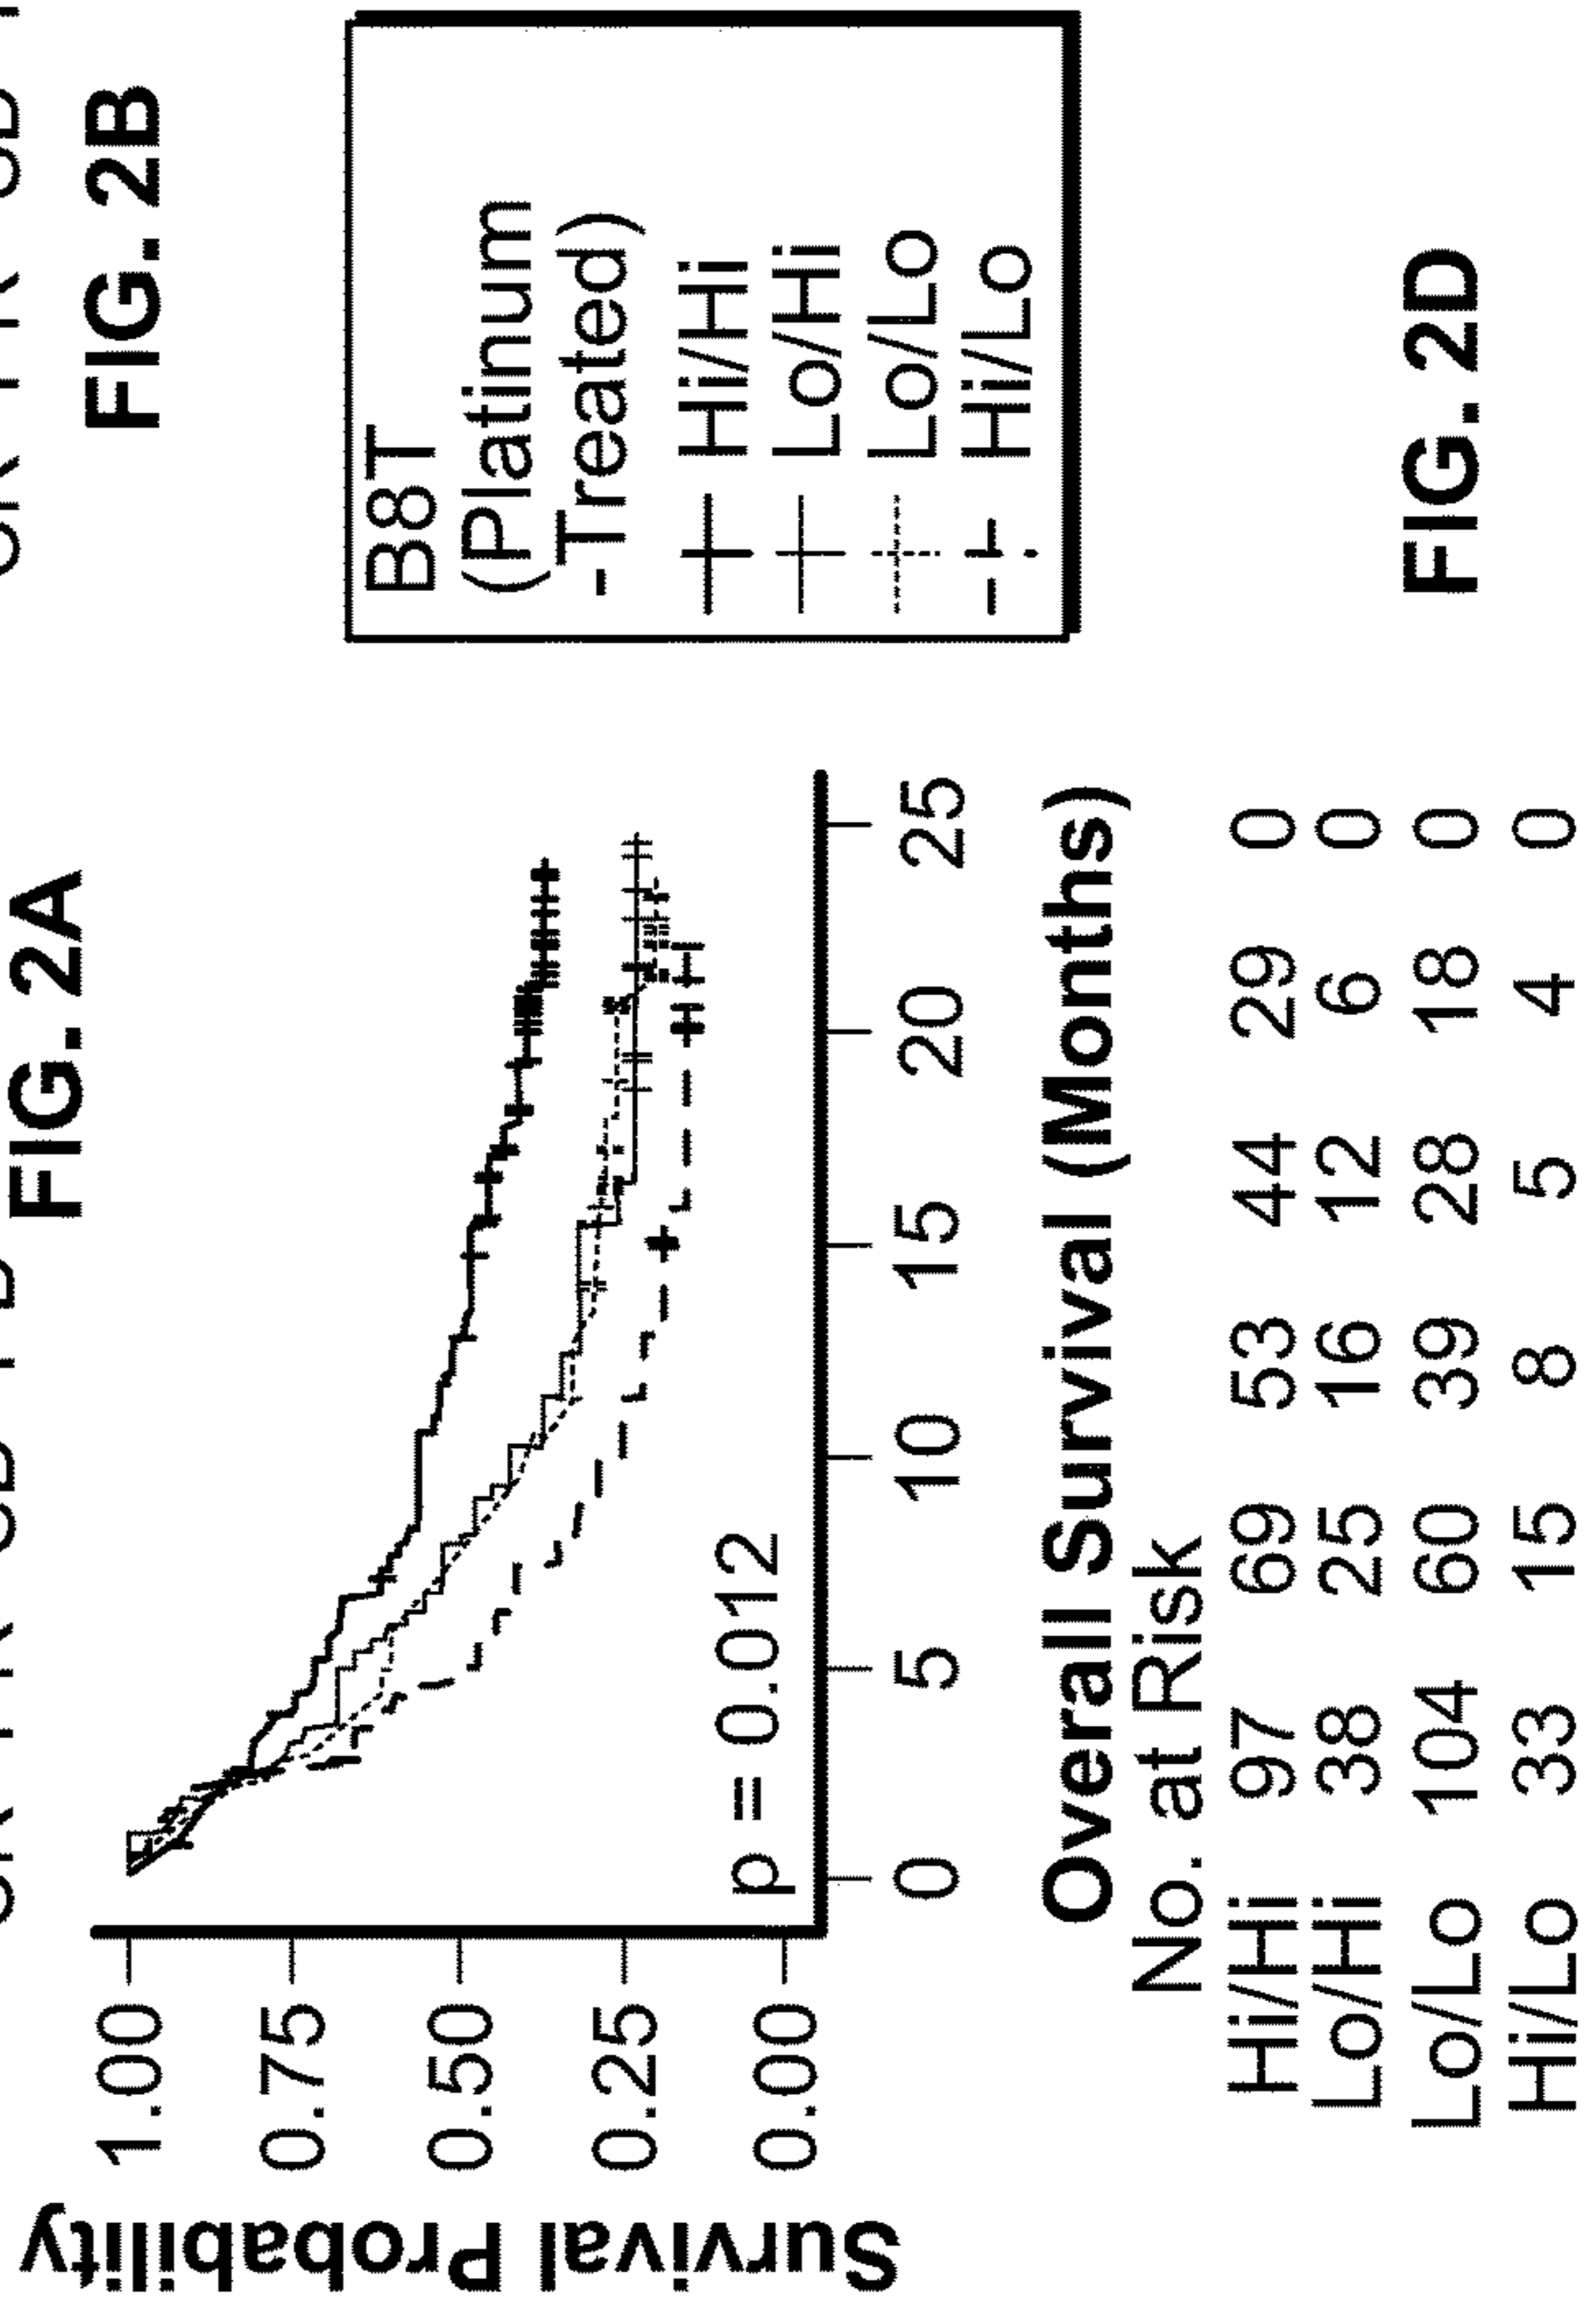 FIG. 2A
FIG. 2B
Survival Probability
1.00
0.75
0.50
0.25
0.00
p = 0.012
0 5 10 15 20 25
Overall Survival (Months)
No. at Risk
Hi/Hi 97 69 53 44 29 0
Lo/Hi 38 25 16 12 6 0
Lo/Lo 104 60 39 28 18 0
Hi/Lo 33 15 8 5 4 0
B8T
(Platinum
-Treated)
Hi/Hi
Lo/Hi
Lo/Lo
Hi/Lo
FIG. 2D